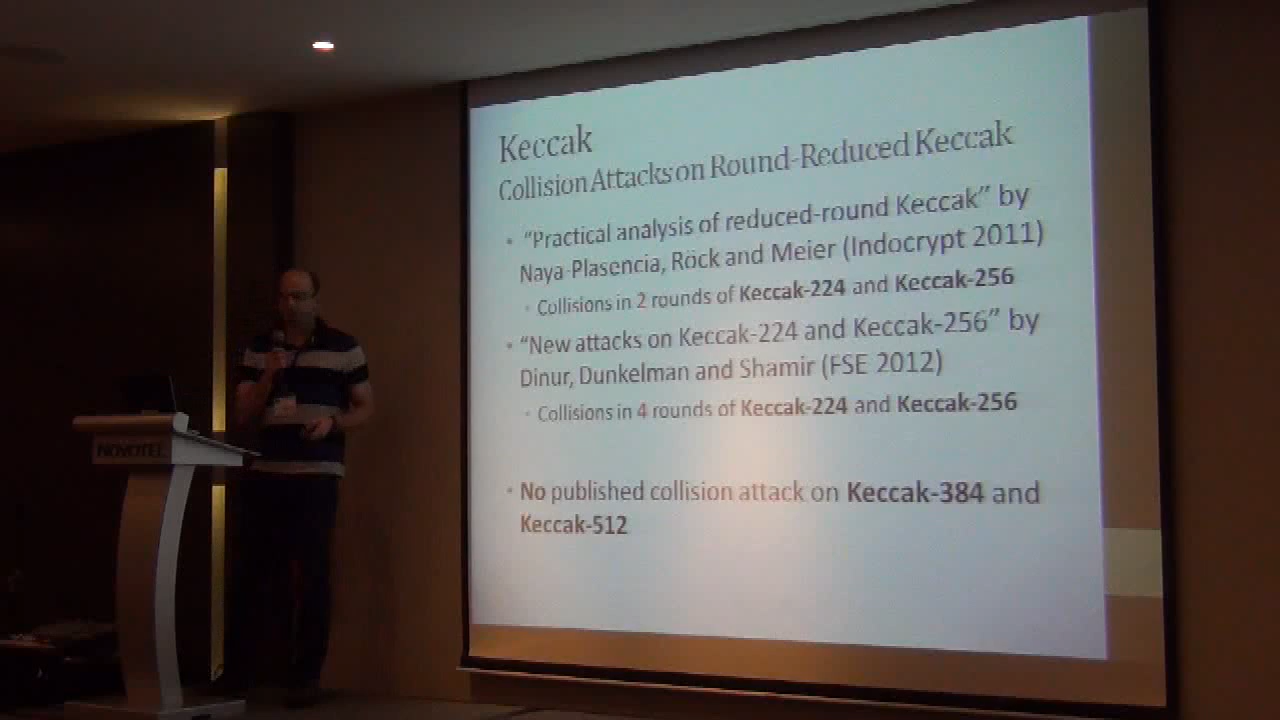 Keccak
Collision Attacks on Round-Reduced Keccak
• "Practical analysis of reduced-round Keccak" by
Naya-Plasencia, Röck and Meier (Indocrypt 2011)
• Collisions in 2 rounds of Keccak-224 and Keccak-256
• "New attacks on Keccak-224 and Keccak-256" by
Dinur, Dunkelman and Shamir (FSE 2012)
• Collisions in 4 rounds of Keccak-224 and Keccak-256
• No published collision attack on Keccak-384 and
Keccak-512
NOVOTEL